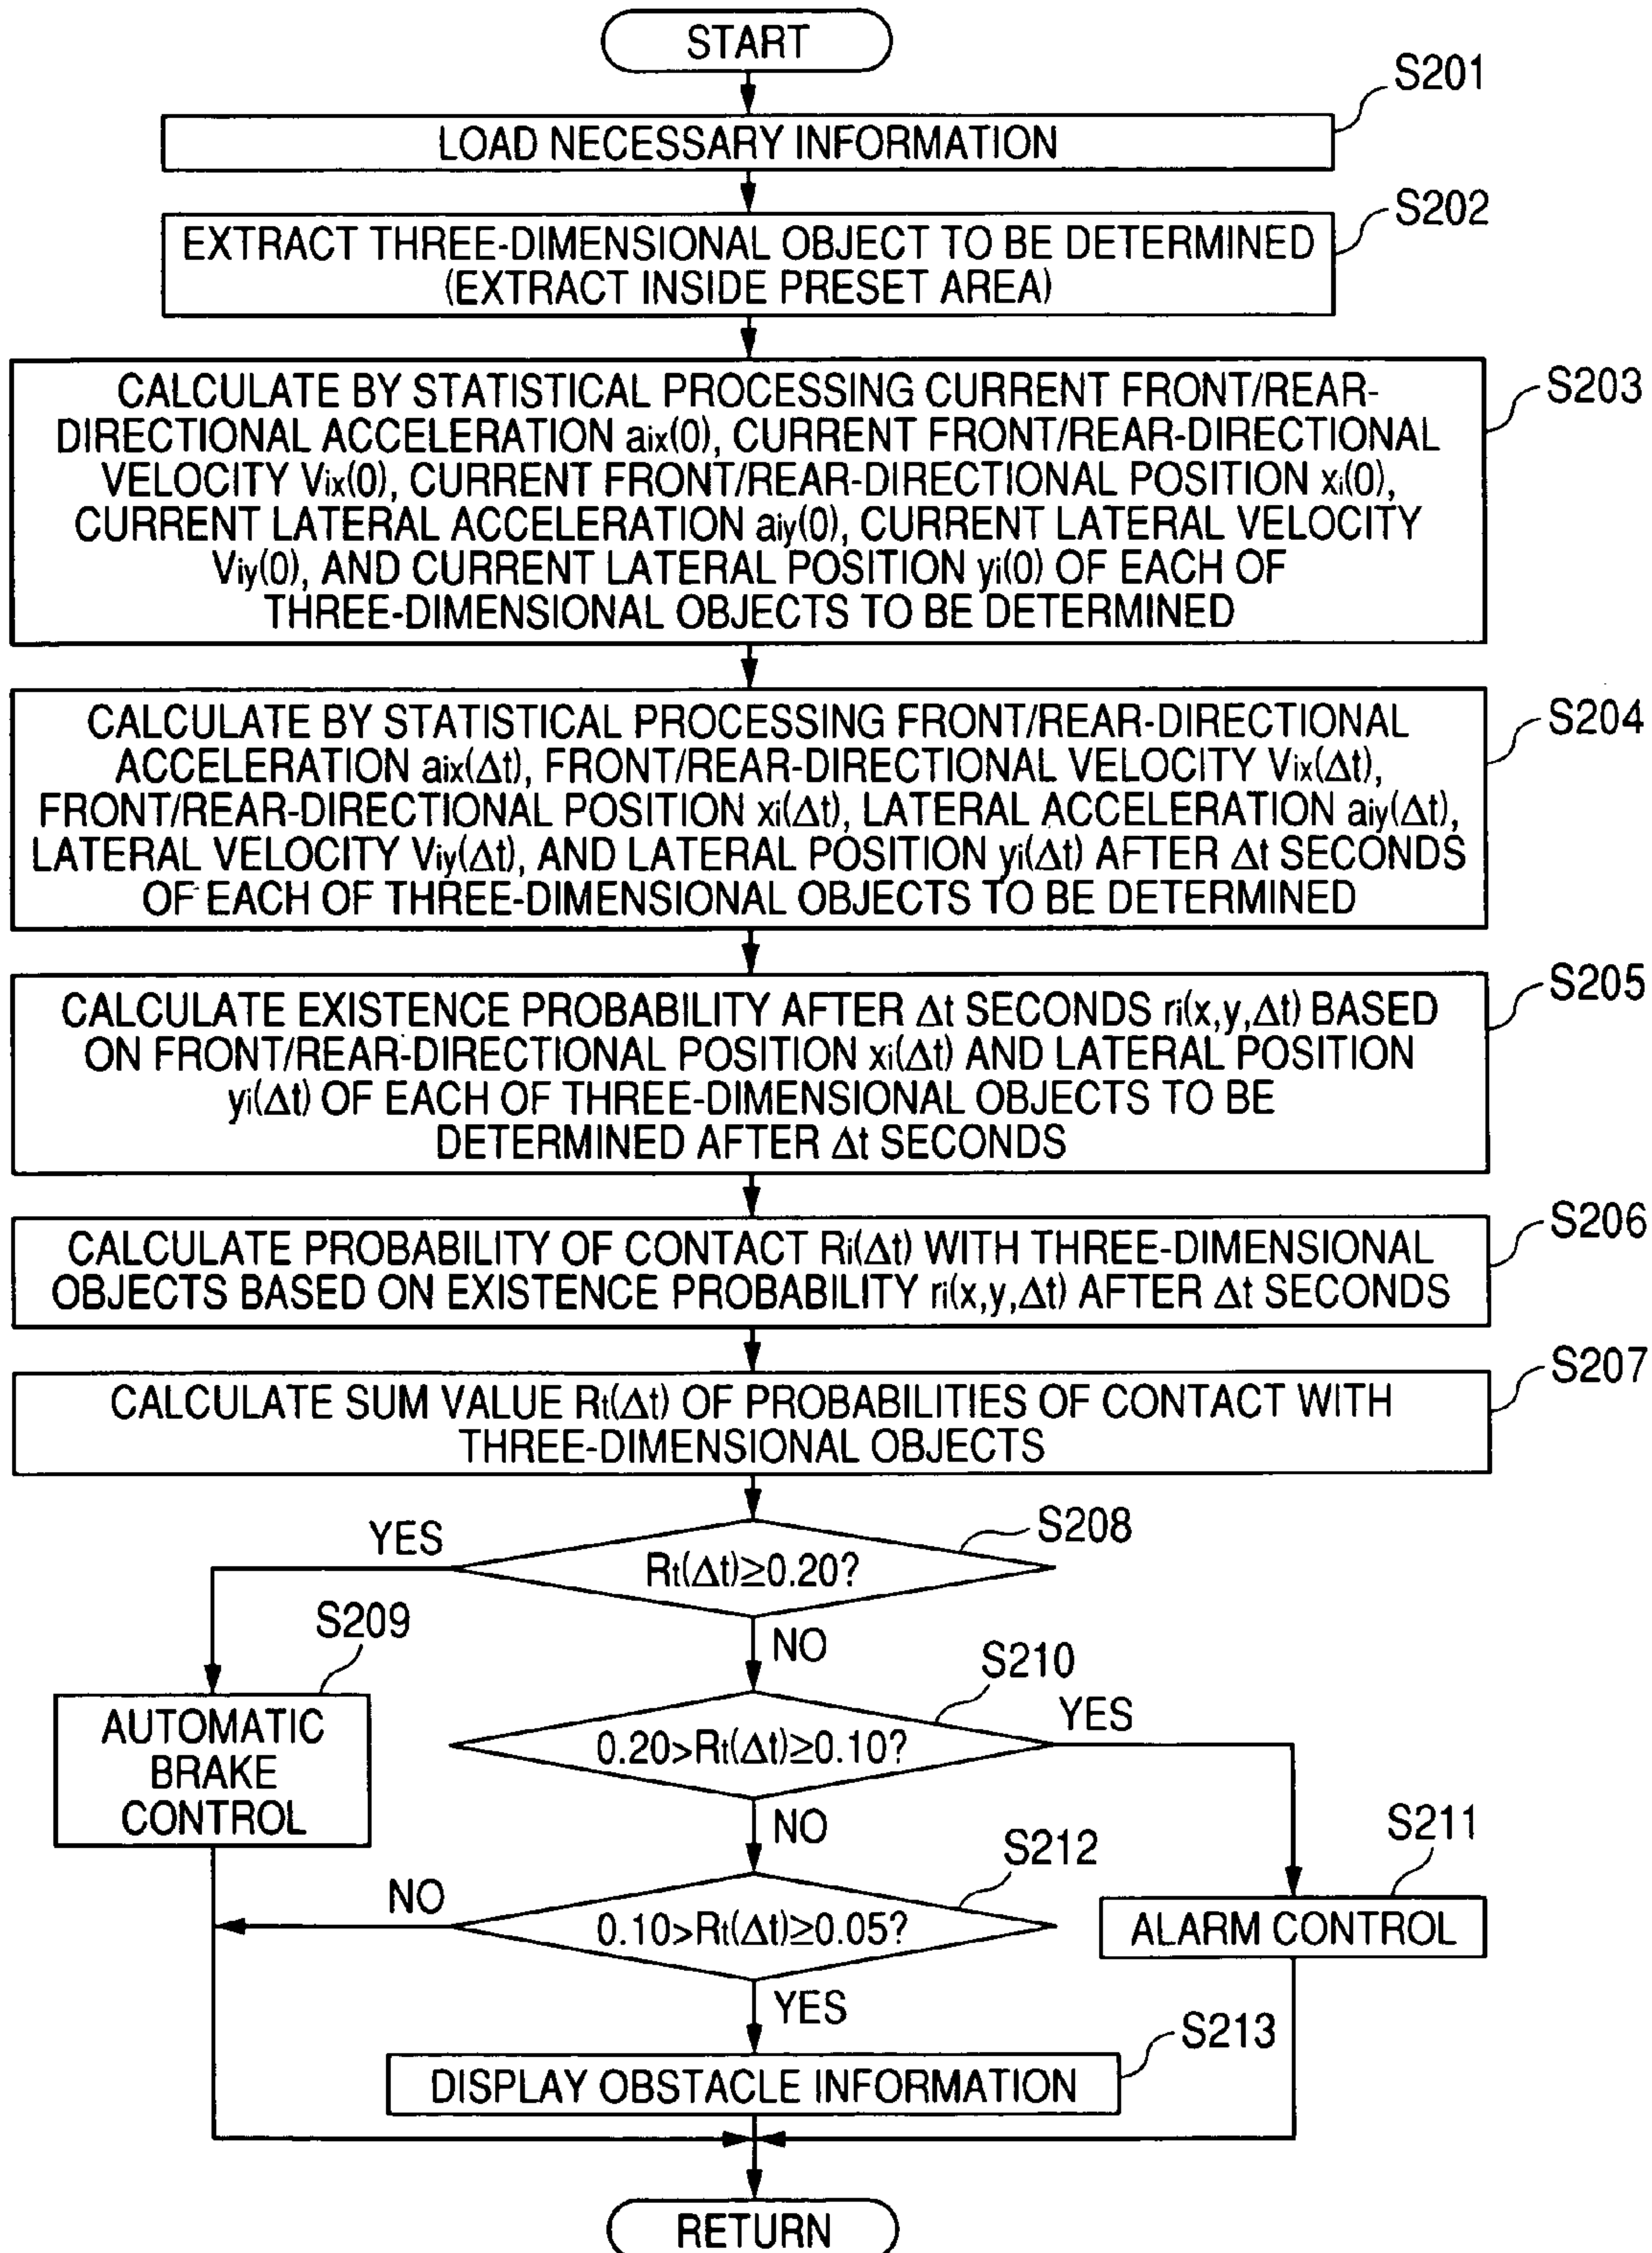 START
S201
LOAD NECESSARY INFORMATION
S202
EXTRACT THREE-DIMENSIONAL OBJECT TO BE DETERMINED
(EXTRACT INSIDE PRESET AREA)
S203
CALCULATE BY STATISTICAL PROCESSING CURRENT FRONT/REAR-
DIRECTIONAL ACCELERATION aix(0), CURRENT FRONT/REAR-DIRECTIONAL
VELOCITY Vix(0), CURRENT FRONT/REAR-DIRECTIONAL POSITION xi(0),
CURRENT LATERAL ACCELERATION aiy(0), CURRENT LATERAL VELOCITY
Viy(0), AND CURRENT LATERAL POSITION yi(0) OF EACH OF
THREE-DIMENSIONAL OBJECTS TO BE DETERMINED
S204
CALCULATE BY STATISTICAL PROCESSING FRONT/REAR-DIRECTIONAL
ACCELERATION aix(Δt), FRONT/REAR-DIRECTIONAL VELOCITY Vix(Δt),
FRONT/REAR-DIRECTIONAL POSITION xi(Δt), LATERAL ACCELERATION aiy(Δt),
LATERAL VELOCITY Viy(Δt), AND LATERAL POSITION yi(Δt) AFTER Δt SECONDS
OF EACH OF THREE-DIMENSIONAL OBJECTS TO BE DETERMINED
S205
CALCULATE EXISTENCE PROBABILITY AFTER Δt SECONDS ri(x,y,Δt) BASED
ON FRONT/REAR-DIRECTIONAL POSITION xi(Δt) AND LATERAL POSITION
yi(Δt) OF EACH OF THREE-DIMENSIONAL OBJECTS TO BE
DETERMINED AFTER Δt SECONDS
S206
CALCULATE PROBABILITY OF CONTACT Ri(Δt) WITH THREE-DIMENSIONAL
OBJECTS BASED ON EXISTENCE PROBABILITY ri(x,y,Δt) AFTER Δt SECONDS
S207
CALCULATE SUM VALUE Rt(Δt) OF PROBABILITIES OF CONTACT WITH
THREE-DIMENSIONAL OBJECTS
S208
YES
Rt(Δt)≥0.20?
S209
NO
S210
AUTOMATIC
BRAKE
CONTROL
YES
0.20>Rt(Δt)≥0.10?
NO
S211
S212
NO
0.10>Rt(Δt)≥0.05?
ALARM CONTROL
YES
S213
DISPLAY OBSTACLE INFORMATION
RETURN